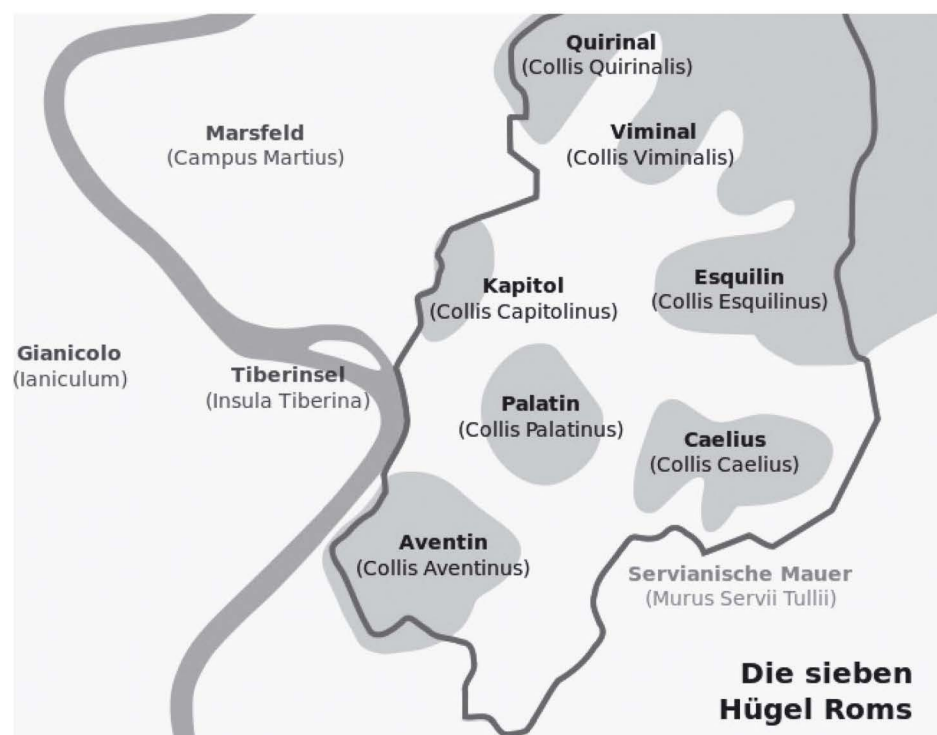 Quirinal
(Collis Quirinalis)
Marsfeld
(Campus Martius)
Viminal
(Collis Viminalis)
Kapitol
(Collis Capitolinus)
Esquilin
(Collis Esquilinus)
Gianicolo
(Ianiculum)
Tiberinsel
(Insula Tiberina)
Palatin
(Collis Palatinus)
Caelius
(Collis Caelius)
Aventin
(Collis Aventinus)
Servianische Mauer
(Murus Servii Tullii)
Die sieben
Hügel Roms